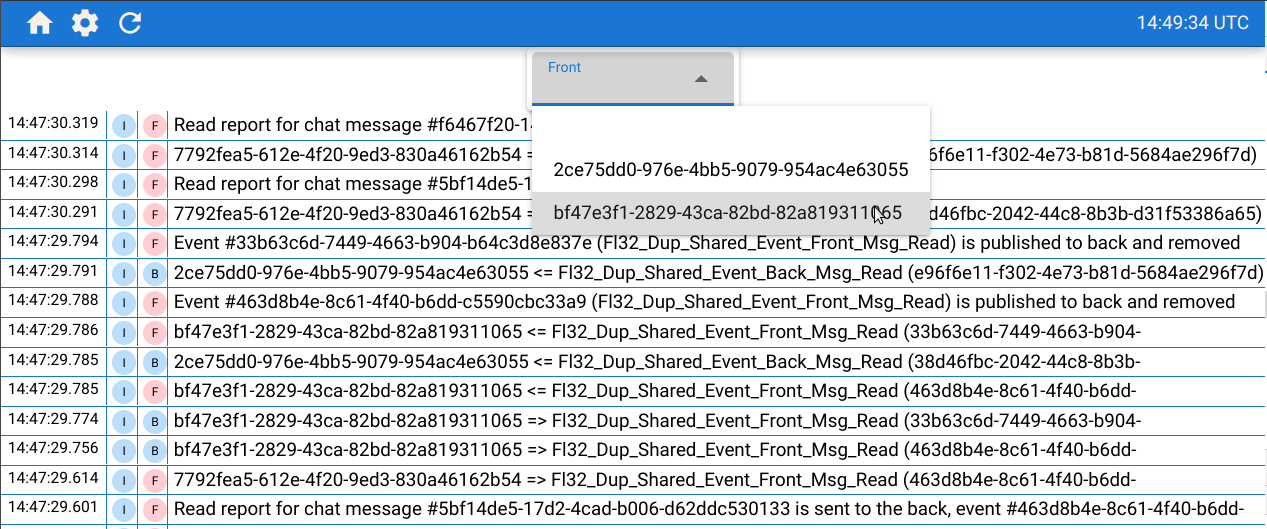 14:49:34 UTC
Front
2ce75dd0-976e-4bb5-9079-954ac4e63055
bf47e3f1-2829-43ca-82bd-82a819311065
14:47:30.319 I F Read report for chat message #f6467f20-1
14:47:30.314 I F 7792fea5-612e-4f20-9ed3-830a46162b54 = 6f6e11-f302-4e73-b81d-5684ae296f7d)
14:47:30.298 I F Read report for chat message #5bf14de5-1
14:47:30.291 I F 7792fea5-612e-4f20-9ed3-830a46162b54 = d46fbc-2042-44c8-8b3b-d31f53386a65)
14:47:29.794 I F Event #33b63c6d-7449-4663-b904-b64c3d8e837e (Fl32_Dup_Shared_Event_Front_Msg_Read) is published to back and removed
14:47:29.791 I B 2ce75dd0-976e-4bb5-9079-954ac4e63055 <= Fl32_Dup_Shared_Event_Back_Msg_Read (e96f6e11-f302-4e73-b81d-5684ae296f7d)
14:47:29.788 I F Event #463d8b4e-8c61-4f40-b6dd-c5590cbc33a9 (Fl32_Dup_Shared_Event_Front_Msg_Read) is published to back and removed
14:47:29.786 I F bf47e3f1-2829-43ca-82bd-82a819311065 <= Fl32_Dup_Shared_Event_Front_Msg_Read (33b63c6d-7449-4663-b904-
14:47:29.785 I B 2ce75dd0-976e-4bb5-9079-954ac4e63055 <= Fl32_Dup_Shared_Event_Back_Msg_Read (38d46fbc-2042-44c8-8b3b-
14:47:29.785 I F bf47e3f1-2829-43ca-82bd-82a819311065 <= Fl32_Dup_Shared_Event_Front_Msg_Read (463d8b4e-8c61-4f40-b6dd-
14:47:29.774 I B bf47e3f1-2829-43ca-82bd-82a819311065 => Fl32_Dup_Shared_Event_Front_Msg_Read (33b63c6d-7449-4663-b904-
14:47:29.756 I B bf47e3f1-2829-43ca-82bd-82a819311065 => Fl32_Dup_Shared_Event_Front_Msg_Read (463d8b4e-8c61-4f40-b6dd-
14:47:29.614 I F 7792fea5-612e-4f20-9ed3-830a46162b54 => Fl32_Dup_Shared_Event_Front_Msg_Read (463d8b4e-8c61-4f40-b6dd-
14:47:29.601 I F Read report for chat message #5bf14de5-17d2-4cad-b006-d62ddc530133 is sent to the back, event #463d8b4e-8c61-4f40-b6dd-